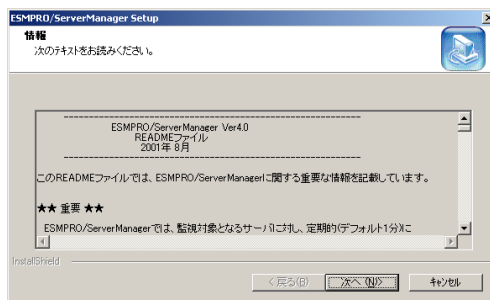 ESMPRO/ServerManager Setup
情報
次のテキストをお読みください。
ESMPRO/ServerManager Ver4.0
READMEファイル
2001年 8月
このREADMEファイルでは、ESMPRO/ServerManagerに関する重要な情報を記載しています。
★★ 重要 ★★
ESMPRO/ServerManagerでは、監視対象となるサーバに対し、定期的(デフォルト1分)に
InstallShield
< 戻る(B)
次へ (N)>
キャンセル